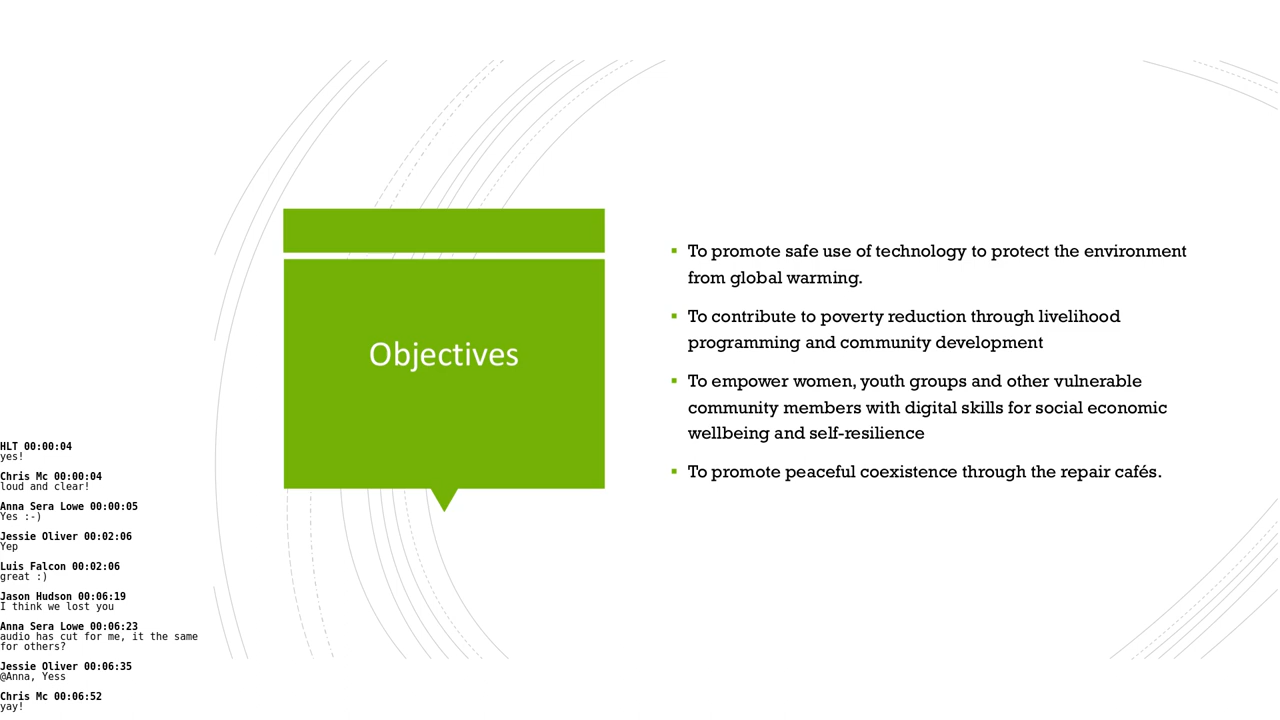 Objectives
▪ To promote safe use of technology to protect the environment
from global warming.
▪ To contribute to poverty reduction through livelihood
programming and community development
▪ To empower women, youth groups and other vulnerable
community members with digital skills for social economic
wellbeing and self-resilience
▪ To promote peaceful coexistence through the repair cafés.
HLT 00:00:04
yes!
Chris Mc 00:00:04
loud and clear!
Anna Sera Lowe 00:00:05
Yes :-)
Jessie Oliver 00:02:06
Yep
Luis Falcon 00:02:06
great :)
Jason Hudson 00:06:19
I think we lost you
Anna Sera Lowe 00:06:23
audio has cut for me, it the same
for others?
Jessie Oliver 00:06:35
@Anna, Yess
Chris Mc 00:06:52
yay!